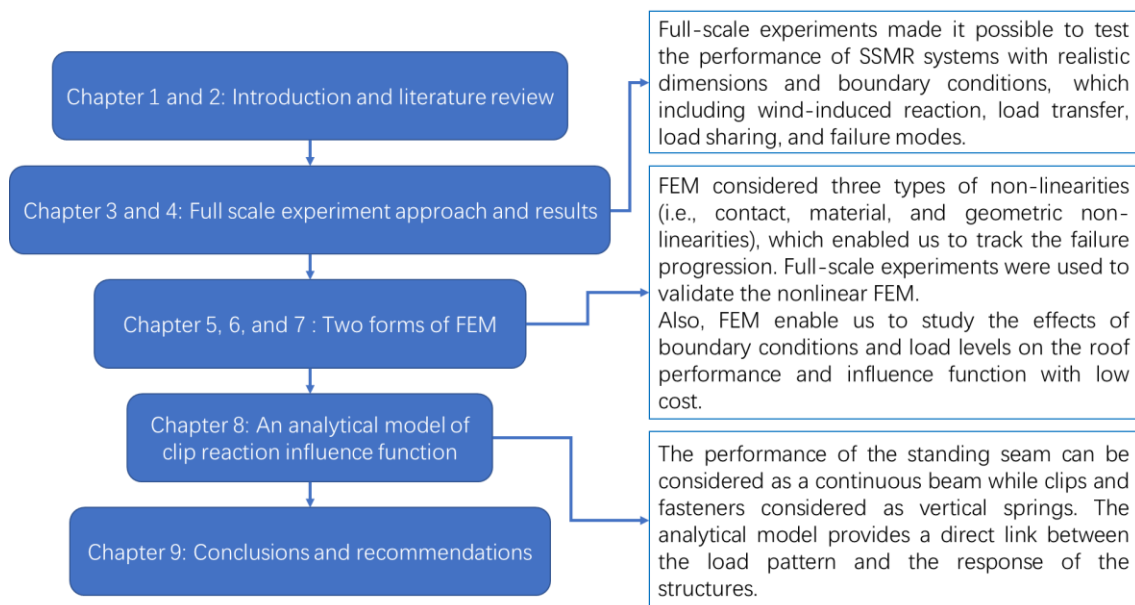 Chapter 1 and 2: Introduction and literature review
Chapter 3 and 4: Full scale experiment approach and results
Chapter 5, 6, and 7 : Two forms of FEM
Chapter 8: An analytical model of
clip reaction influence function
Chapter 9: Conclusions and recommendations
Full-scale experiments made it possible to test
the performance of SSMR systems with realistic
dimensions and boundary conditions, which
including wind-induced reaction, load transfer,
load sharing, and failure modes.
FEM considered three types of non-linearities
(i.e., contact, material, and geometric non-
linearities), which enabled us to track the failure
progression. Full-scale experiments were used to
validate the nonlinear FEM.
Also, FEM enable us to study the effects of
boundary conditions and load levels on the roof
performance and influence function with low
cost.
The performance of the standing seam can be
considered as a continuous beam while clips and
fasteners considered as vertical springs. The
analytical model provides a direct link between
the load pattern and the response of the
structures.